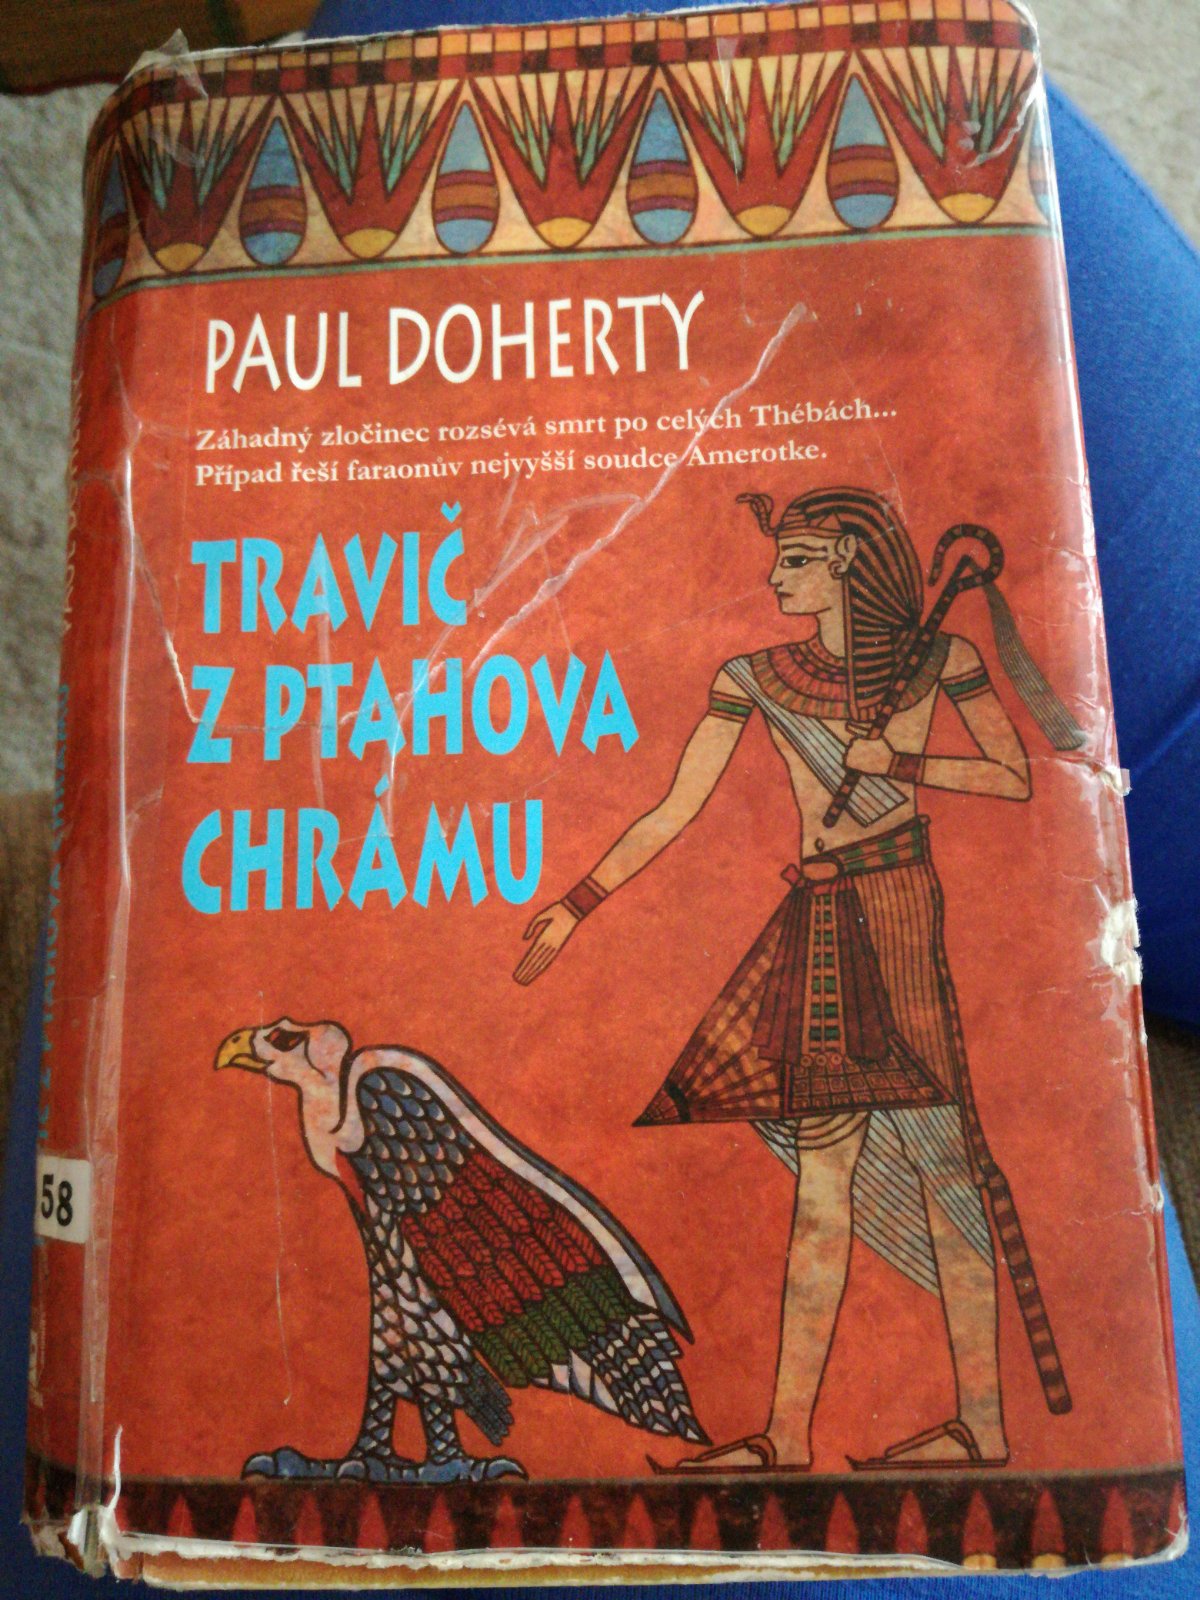 PAUL DOHERTY
Záhadný zločinec rozsévá smrt po celých Thébách...
Případ řeší faraonův nejvyšší soudce Amerotke.
TRAVIČ
Z PTAHOVA
CHRÁMU
58